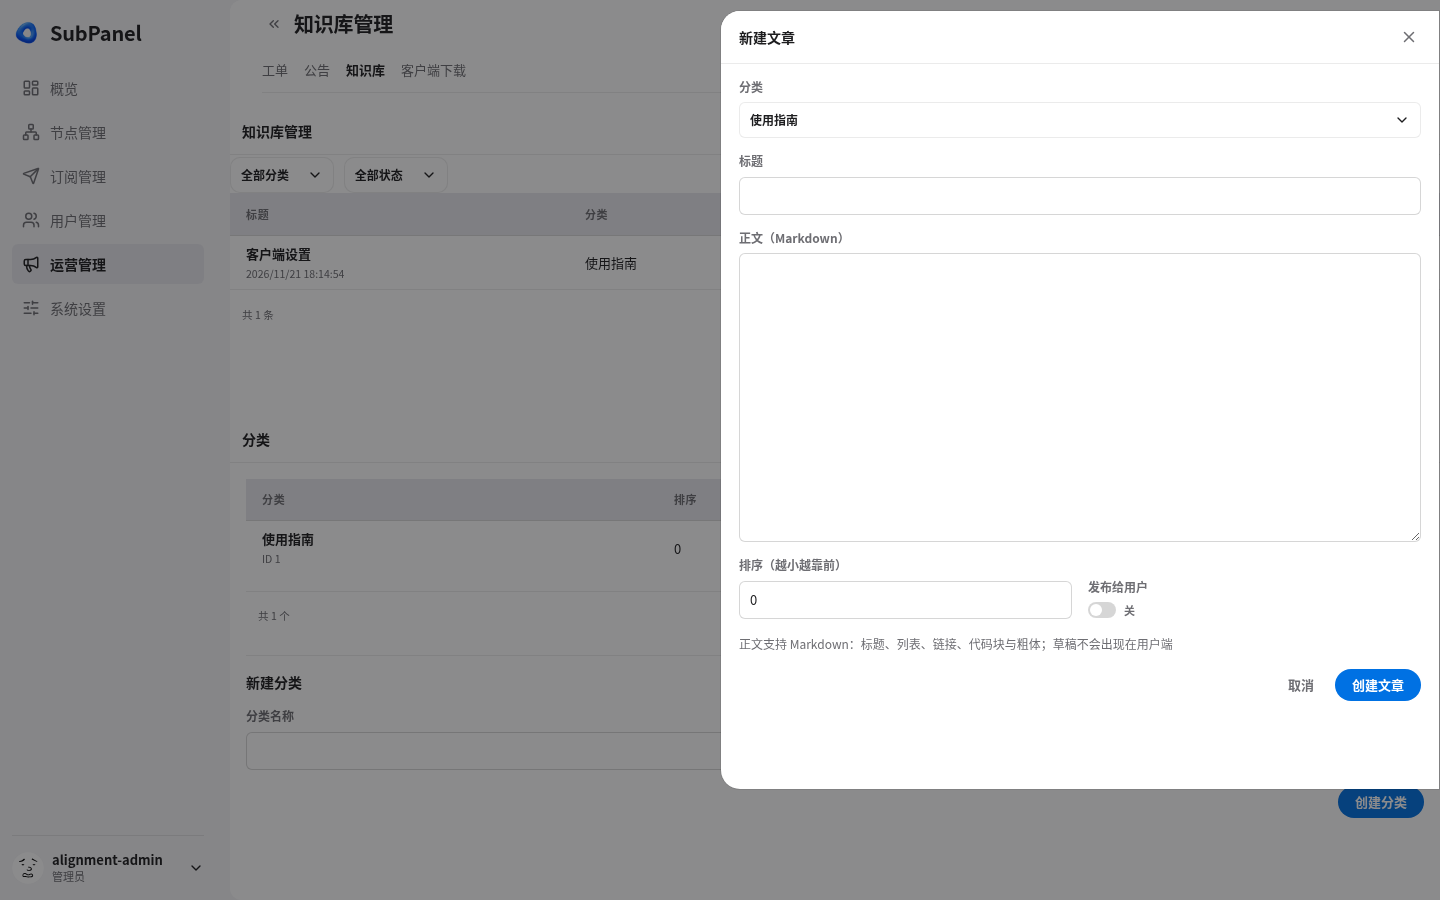 SubPanel
概览
节点管理
订阅管理
用户管理
运营管理
系统设置
alignment-admin
管理员
知识库管理
工单 公告 知识库 客户端下载
知识库管理
全部分类 全部状态
标题 分类
客户端设置
2026/11/21 18:14:54
使用指南
共 1 条
分类
分类 排序
使用指南
ID 1
0
共 1 个
新建分类
分类名称
创建分类
新建文章
分类
使用指南
标题
正文（Markdown）
排序（越小越靠前）
0
发布给用户
关
正文支持 Markdown：标题、列表、链接、代码块与粗体；草稿不会出现在用户端
取消 创建文章